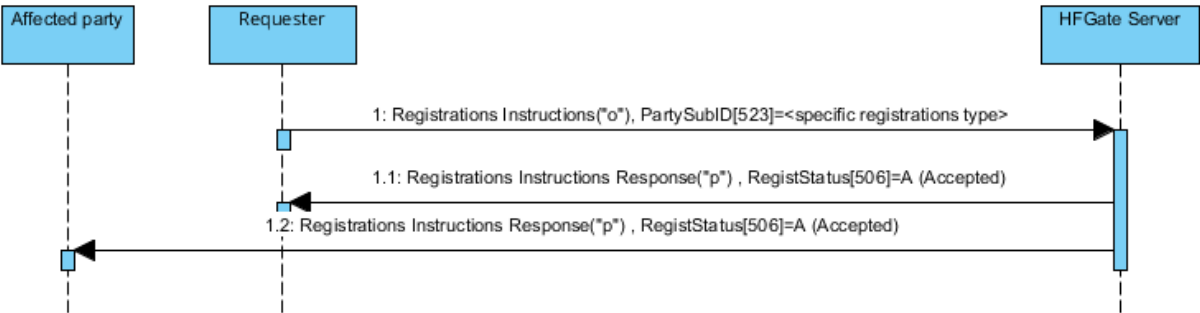 Affected party
Requester
HFGate Server
1: Registrations Instructions("o"), PartySubID[523]=<specific registrations type>
1.1: Registrations Instructions Response("p") , RegistStatus[506]=A (Accepted)
1.2: Registrations Instructions Response("p") , RegistStatus[506]=A (Accepted)